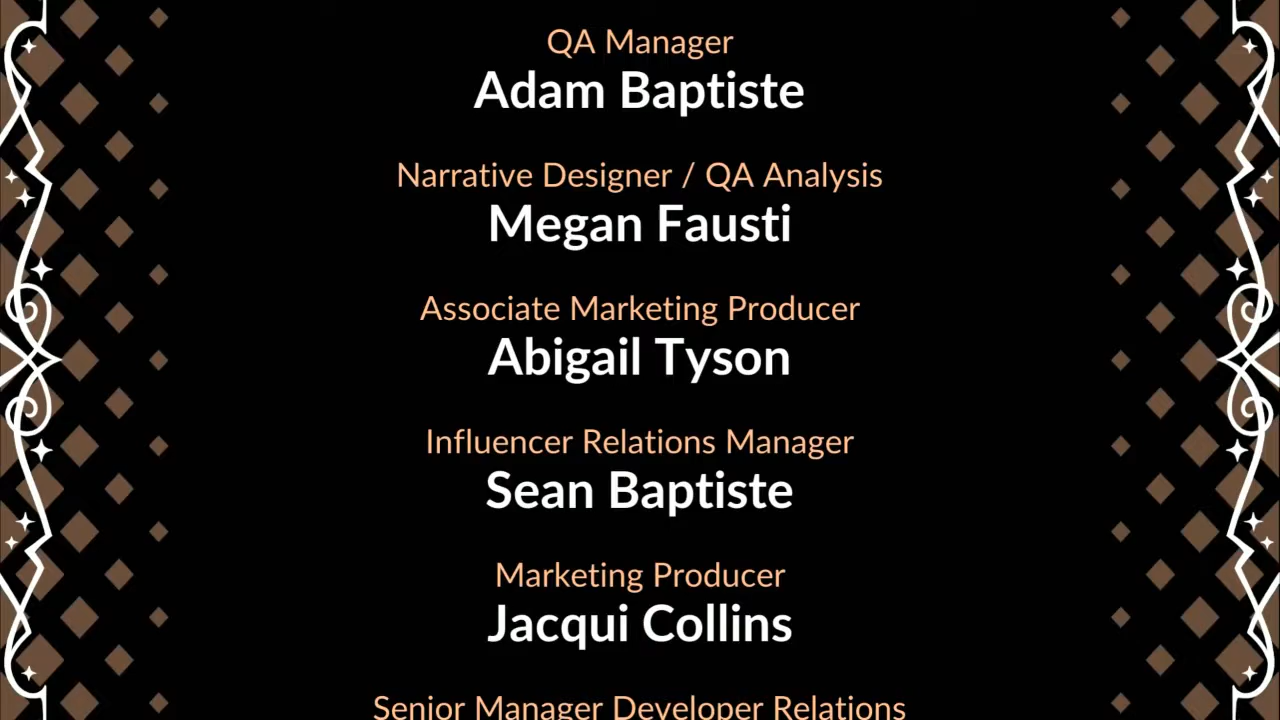 QA Manager
Adam Baptiste
Narrative Designer / QA Analysis
Megan Fausti
Associate Marketing Producer
Abigail Tyson
Influencer Relations Manager
Sean Baptiste
Marketing Producer
Jacqui Collins
Senior Manager Developer Relations